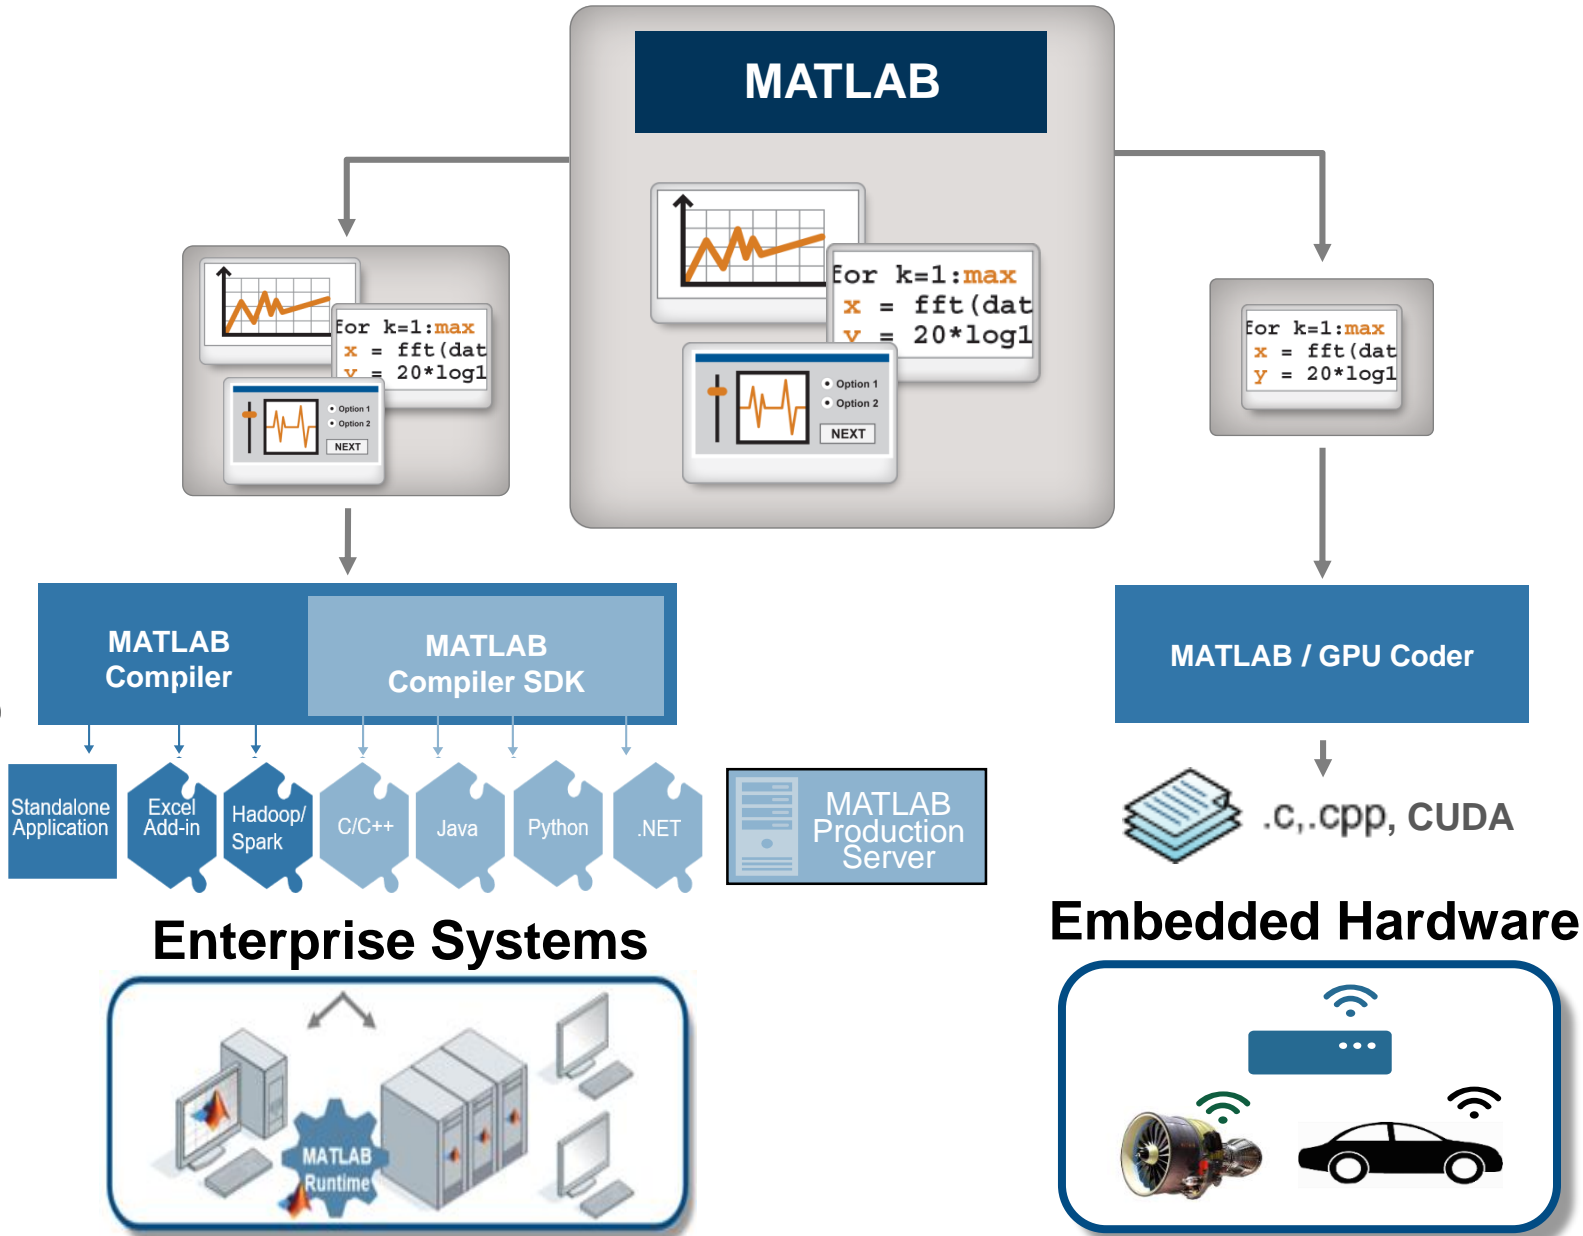 MATLAB
for k=1:max
x = fft(dat
y = 20*log1
Option 1
Option 2
NEXT
for k=1:max
x = fft(dat
y = 20*log1
Option 1
Option 2
NEXT
for k=1:max
x = fft(dat
y = 20*log1
MATLAB
Compiler
MATLAB
Compiler SDK
MATLAB / GPU Coder
Standalone
Application
Excel
Add-in
Hadoop/
Spark
C/C++
Java
Python
.NET
MATLAB
Production
Server
.c,.cpp, CUDA
Enterprise Systems
Embedded Hardware
MATLAB
Runtime